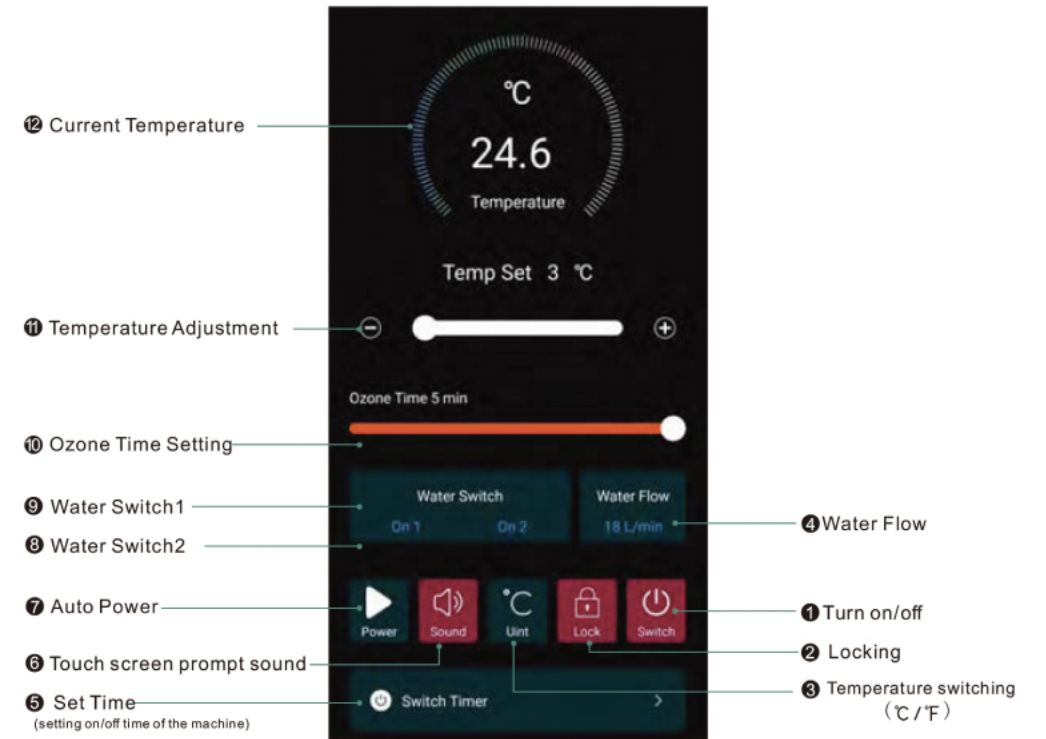 ℃
⓬ Current Temperature
24.6
Temperature
Temp Set 3 ℃
⓫ Temperature Adjustment
Ozone Time 5 min
❿ Ozone Time Setting
❾ Water Switch1
Water Switch
Water Flow
On 1 On 2
18 L/min
❹Water Flow
❽ Water Switch2
❼ Auto Power
Power
Sound
°C
Uint
Lock
Switch
❶ Turn on/off
❷ Locking
❻ Touch screen prompt sound
❸ Temperature switching
(℃/℉)
❺ Set Time
(setting on/off time of the machine)
Switch Timer